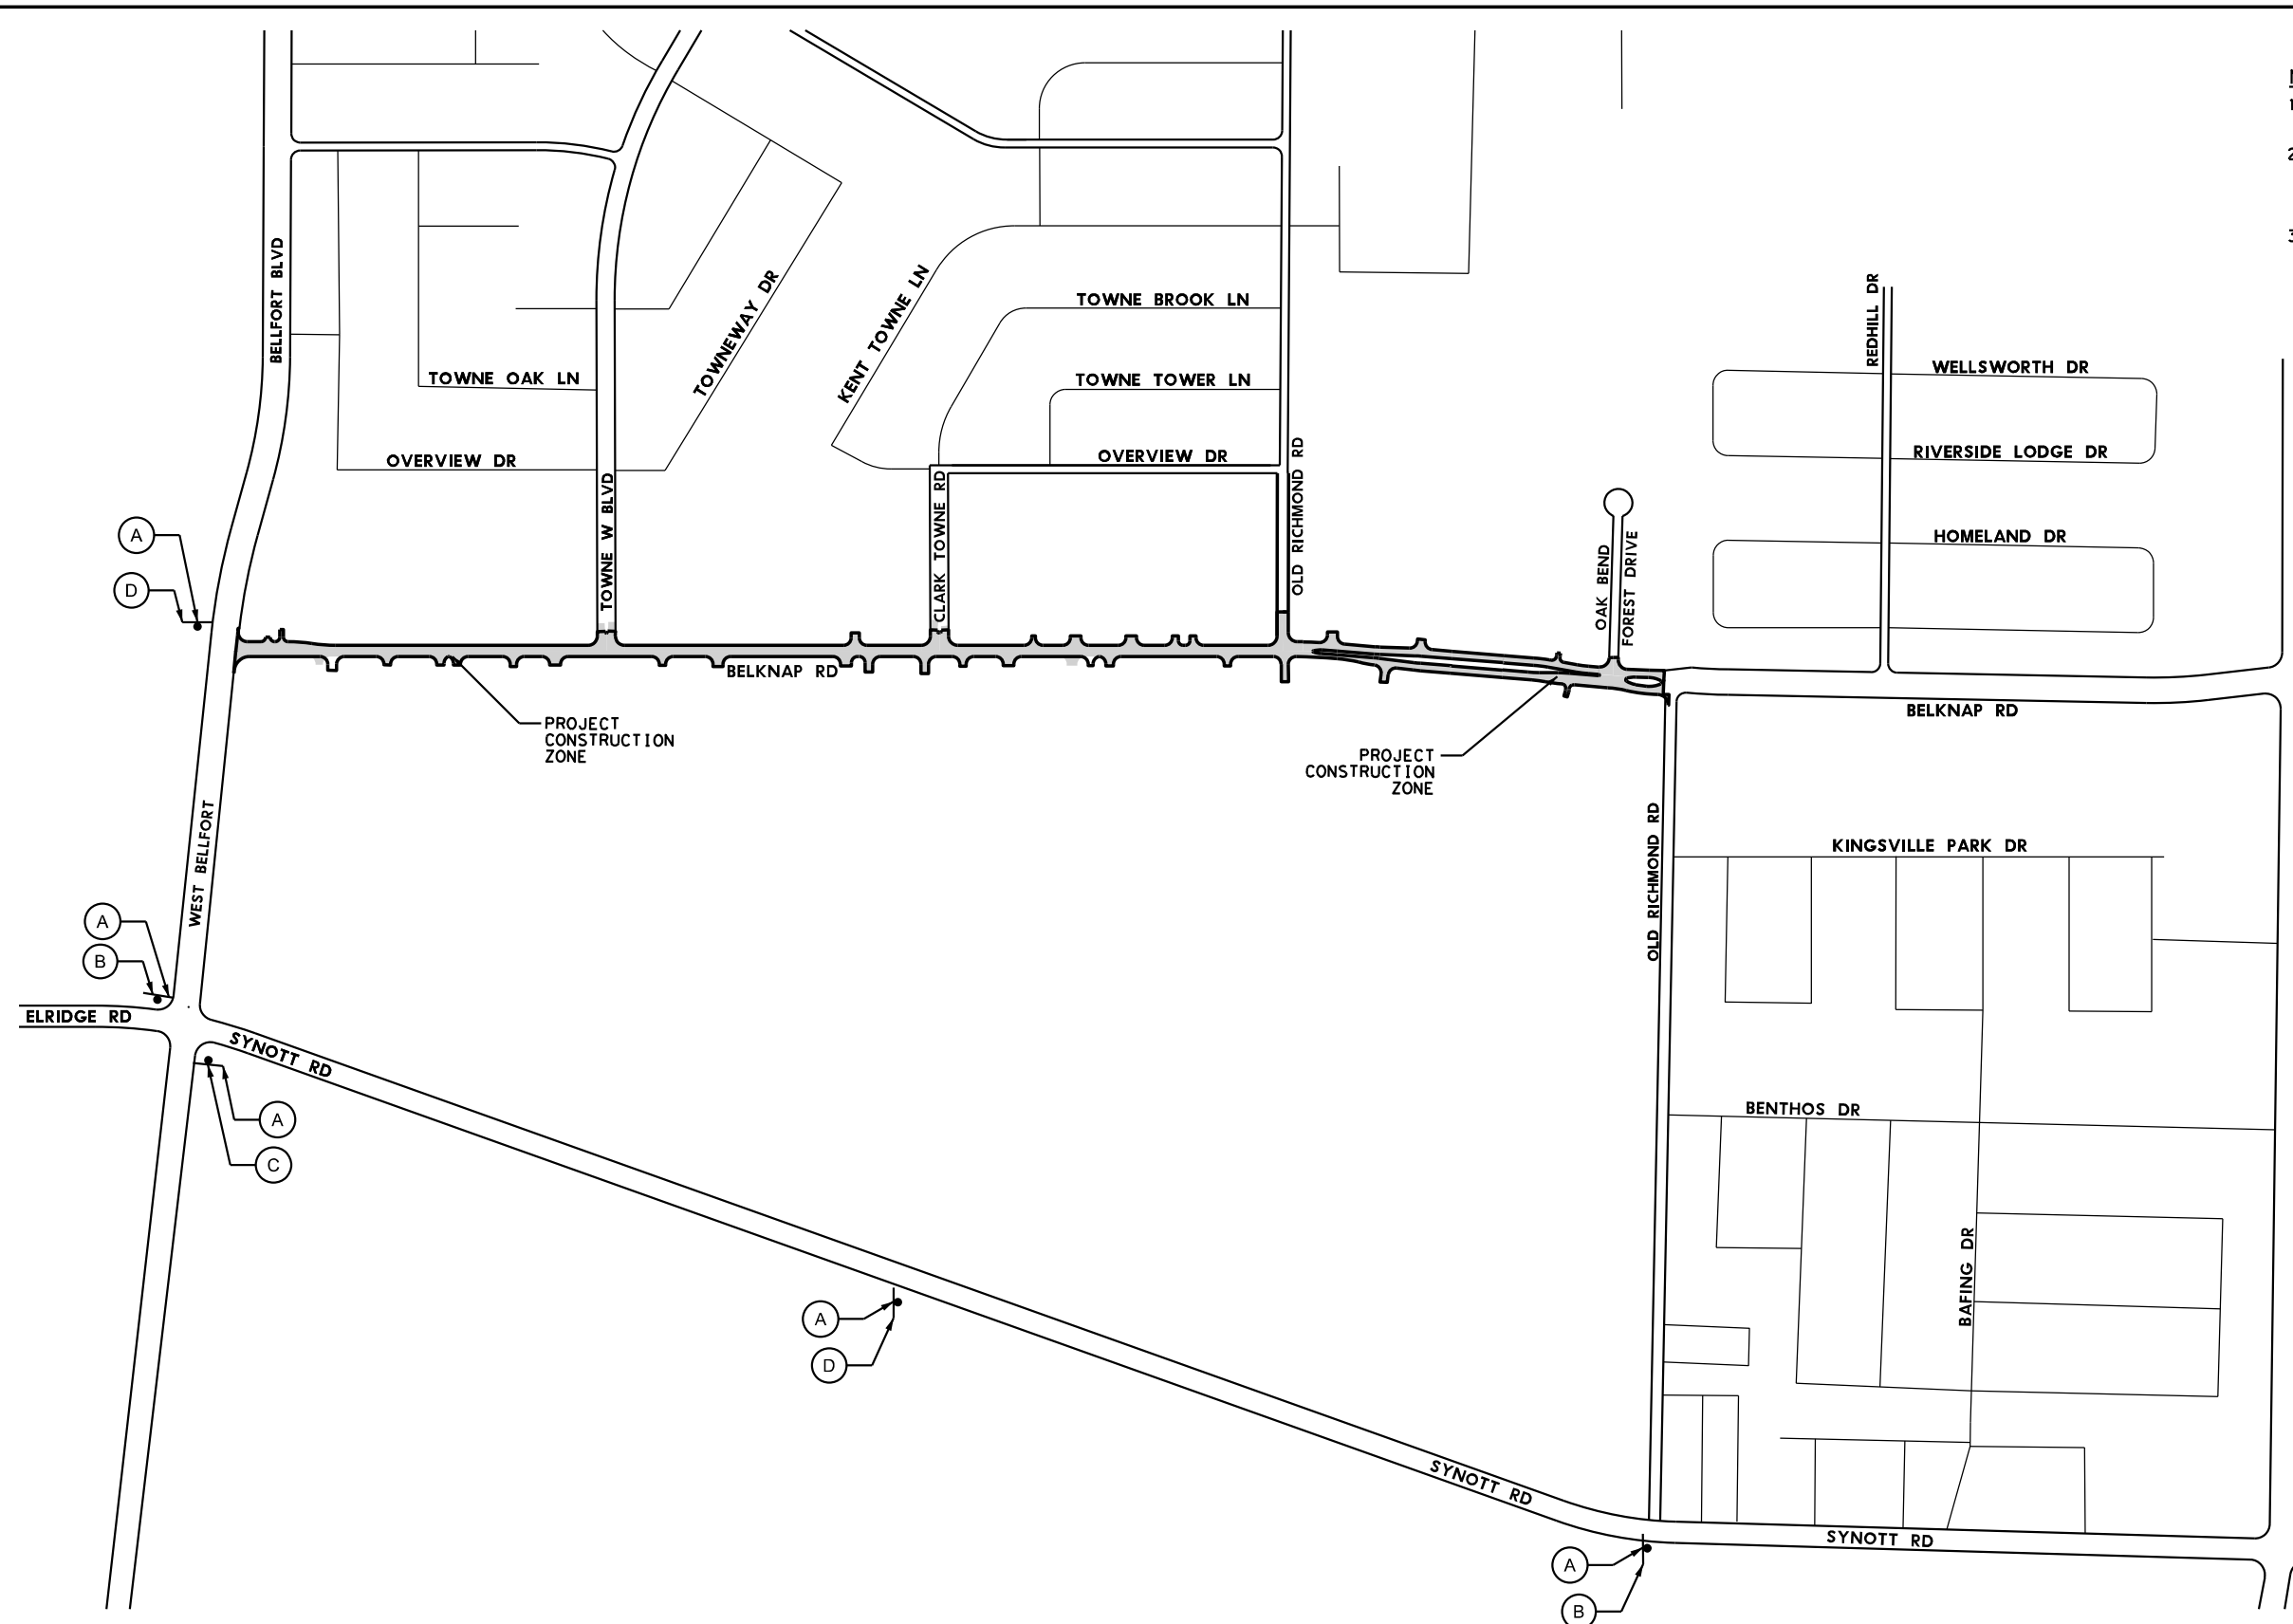 BELLFORT BLVD
TOWNE OAK LN
OVERVIEW DR
TOWNE W BLVD
TOWNEWAY DR
KENT TOWNE LN
TOWNE BROOK LN
TOWNE TOWER LN
OVERVIEW DR
CLARK TOWNE RD
OLD RICHMOND RD
OAK BEND
FOREST DRIVE
REDHILL DR
WELLSWORTH DR
RIVERSIDE LODGE DR
HOMELAND DR
A
D
BELKNAP RD
BELKNAP RD
PROJECT
CONSTRUCTION
ZONE
PROJECT
CONSTRUCTION
ZONE
WEST BELLFORT
OLD RICHMOND RD
KINGSVILLE PARK DR
A
B
ELRIDGE RD
SYNOTT RD
A
C
BENTHOS DR
BAFING DR
A
D
SYNOTT RD
SYNOTT RD
A
B